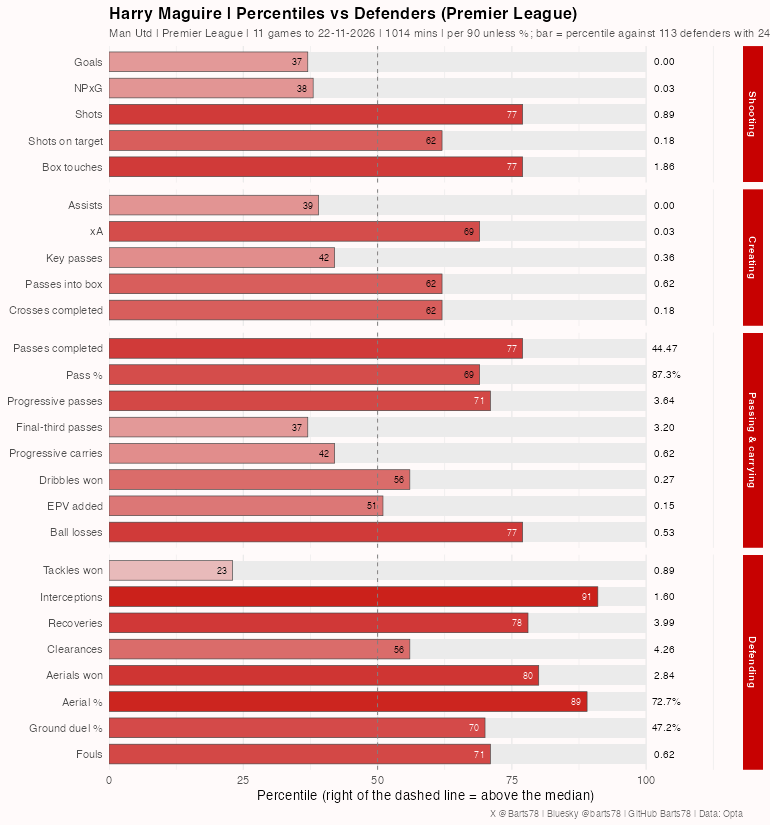 Harry Maguire | Percentiles vs Defenders (Premier League)
Man Utd | Premier League | 11 games to 22-11-2026 | 1014 mins | per 90 unless %; bar = percentile against 113 defenders with 24
Goals 37 0.00
NPxG 38 0.03
Shots 77 0.89
Shots on target 62 0.18
Box touches 77 1.86
Shooting
Assists 39 0.00
xA 69 0.03
Key passes 42 0.36
Passes into box 62 0.62
Crosses completed 62 0.18
Creating
Passes completed 77 44.47
Pass % 69 87.3%
Progressive passes 71 3.64
Final-third passes 37 3.20
Progressive carries 42 0.62
Dribbles won 56 0.27
EPV added 51 0.15
Ball losses 77 0.53
Passing & carrying
Tackles won 23 0.89
Interceptions 91 1.60
Recoveries 78 3.99
Clearances 56 4.26
Aerials won 80 2.84
Aerial % 89 72.7%
Ground duel % 70 47.2%
Fouls 71 0.62
Defending
0 25 50 75 100
Percentile (right of the dashed line = above the median)
X @Barts78 | Bluesky @barts78 | GitHub Barts78 | Data: Opta